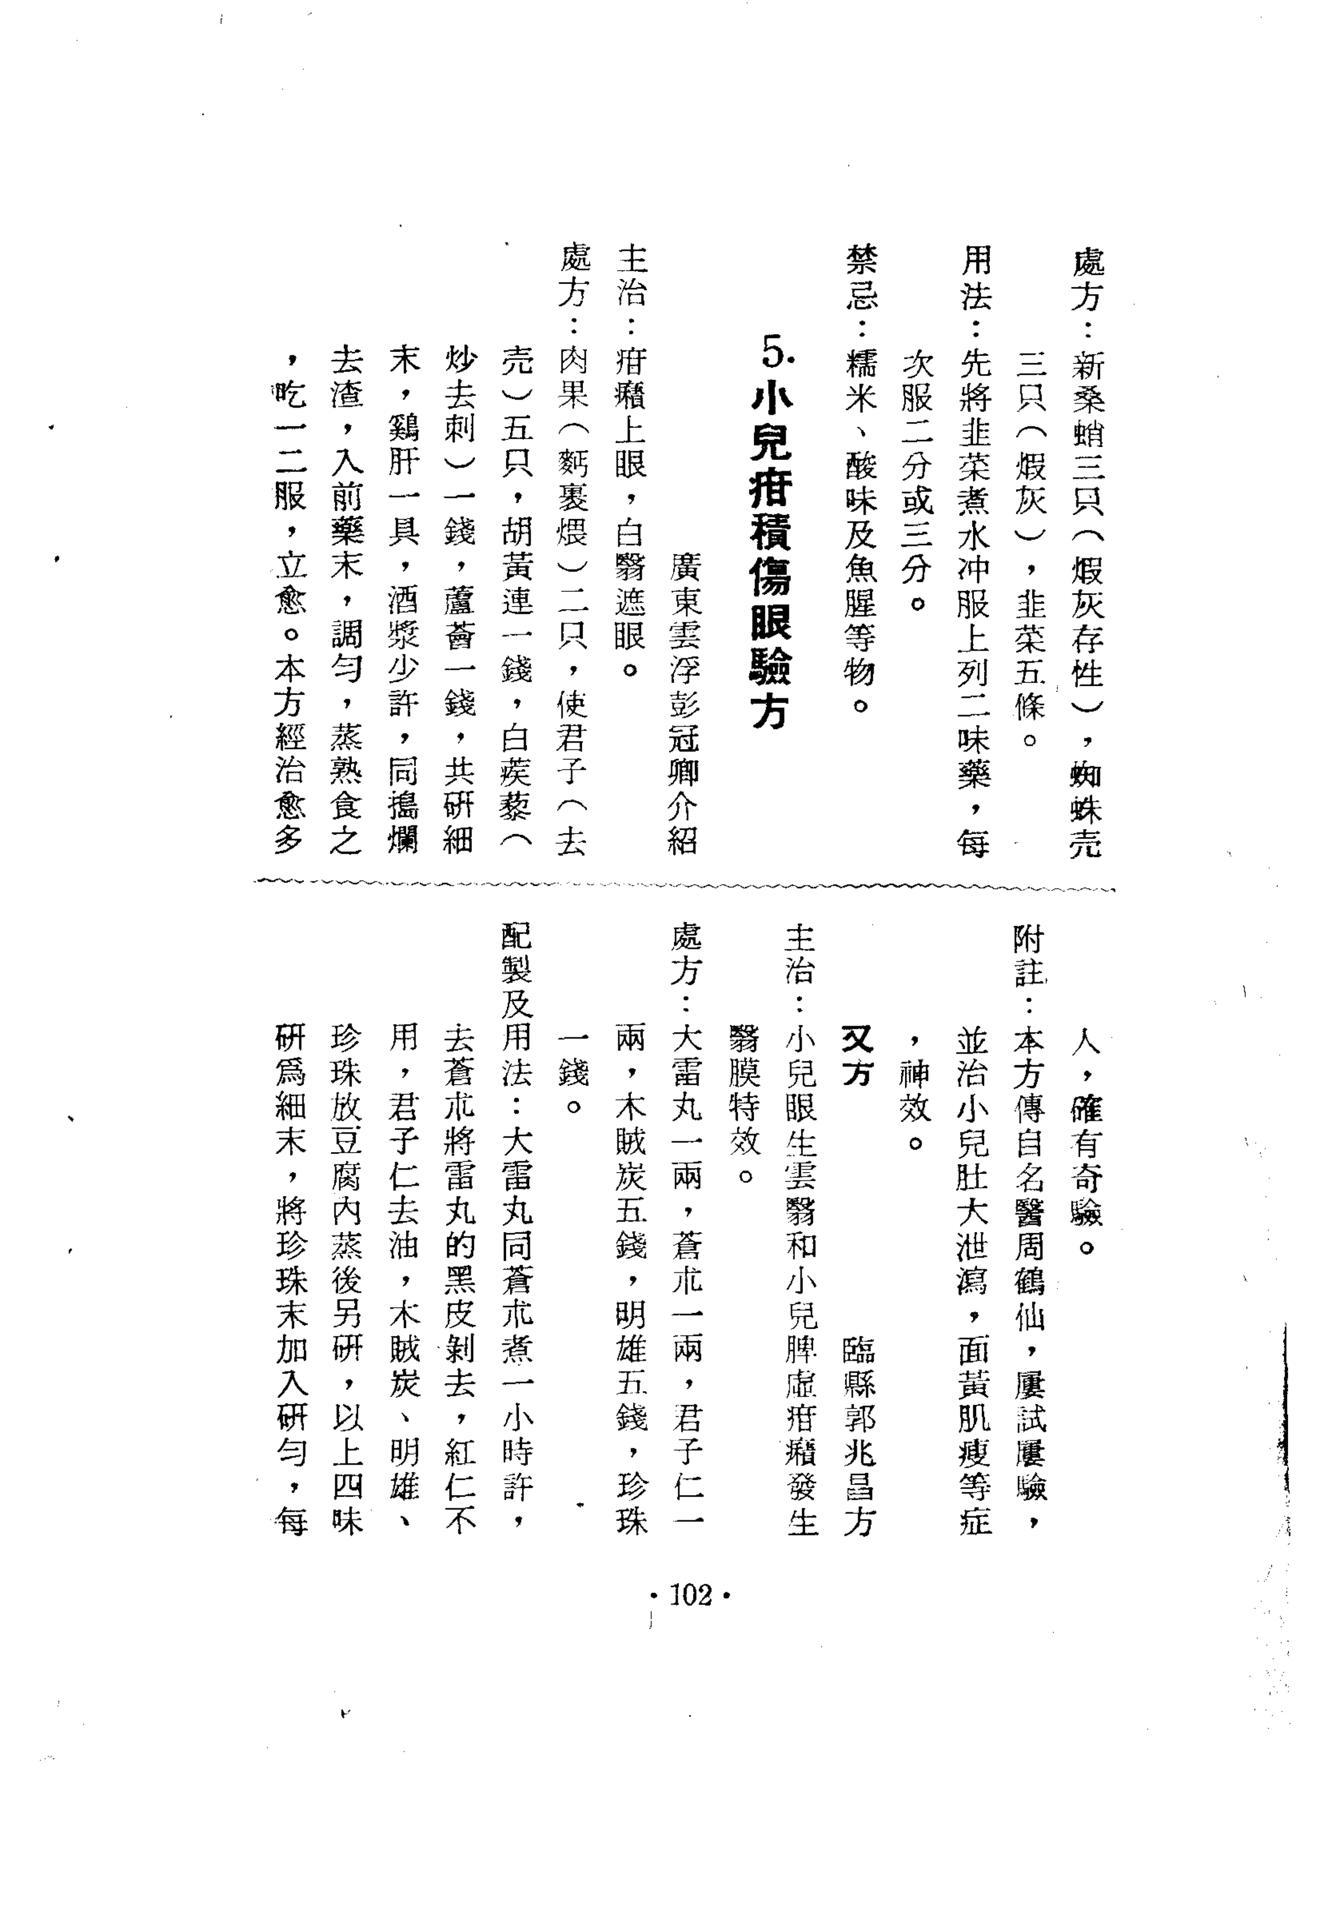 處方：新桑蛸三只（煆灰存性），蜘蛛壳
三只（煆灰），韭菜五條。
用法：先將韭菜煮水冲服上列二味藥，每
次服二分或三分。
禁忌：糯米、酸味及魚腥等物。
5.小兒疳積傷眼驗方
廣東雲浮彭冠卿介紹
主治：疳癪上眼，白翳遮眼。
處方：肉果（麪裹煨）二只，使君子（去
壳）五只，胡黃連一錢，白蒺藜（
炒去刺）一錢，蘆薈一錢，共研細
末，鷄肝一具，酒漿少許，同搗爛
去渣，入前藥末，調勻，蒸熟食之
，吃一二服，立愈。本方經治愈多
人，確有奇驗。
附註：本方傳自名醫周鶴仙，屢試屢驗，
並治小兒肚大泄瀉，面黃肌瘦等症
，神效。
又方
臨縣郭兆昌方
主治：小兒眼生雲翳和小兒脾虛疳癪發生
翳膜特效。
處方：大雷丸一兩，蒼朮一兩，君子仁一
兩，木賊炭五錢，明雄五錢，珍珠
一錢。
配製及用法：大雷丸同蒼朮煮一小時許，
去蒼朮將雷丸的黑皮剝去，紅仁不
用，君子仁去油，木賊炭、明雄、
珍珠放豆腐內蒸後另研，以上四味
研爲細末，將珍珠末加入研勻，每
·102·